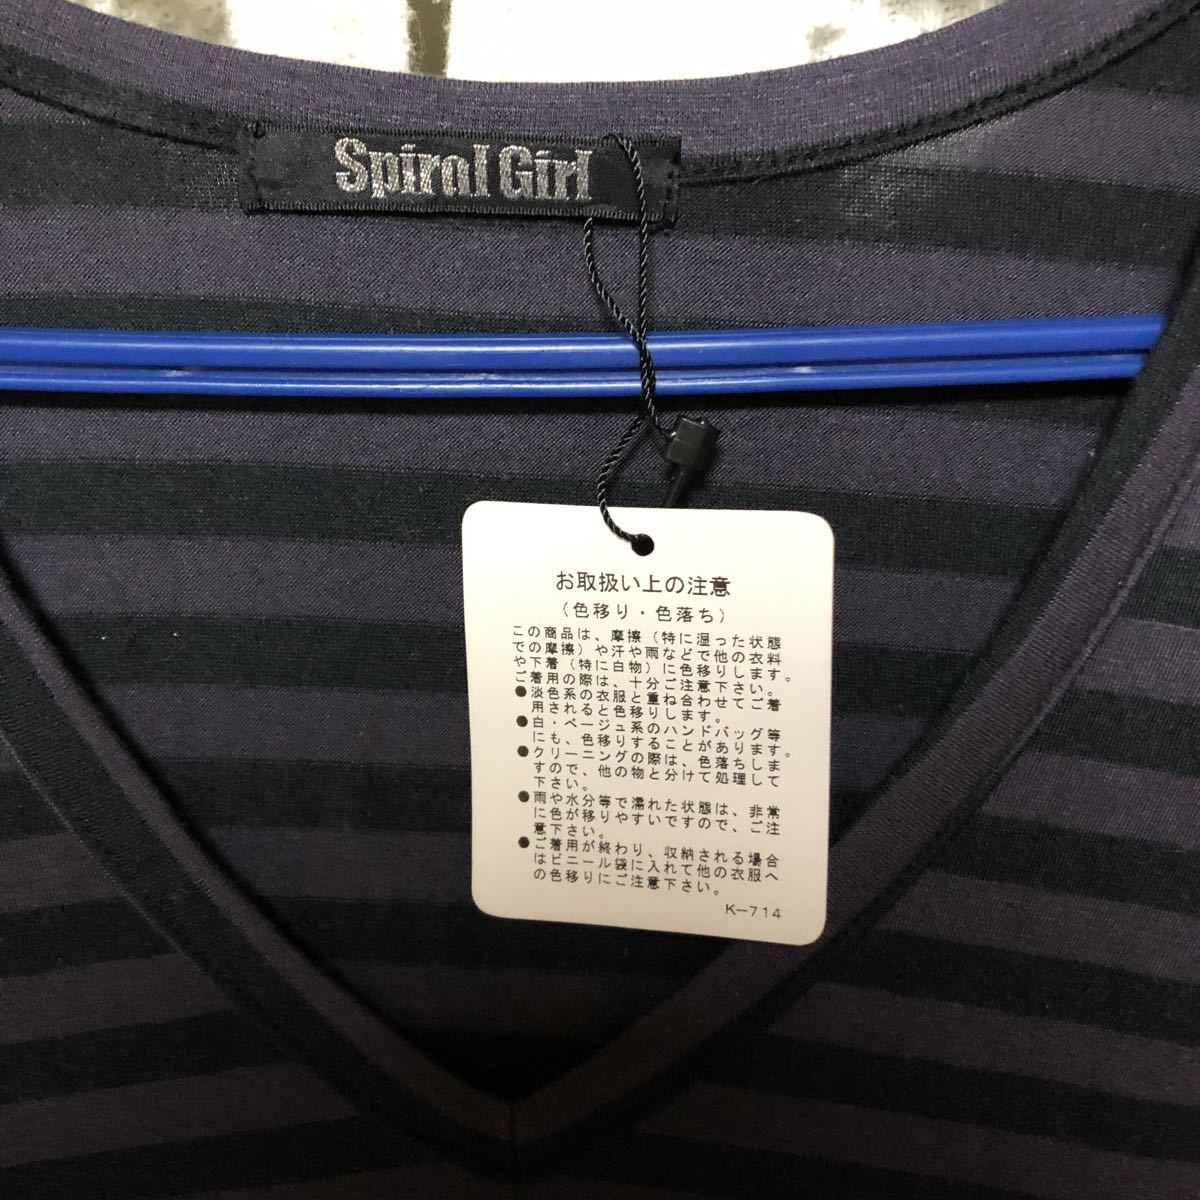 Spiral Girl
お取扱い上の注意
（色移り・色落ち）
この商品は、摩擦（特に湿った状態
での摩擦）や汗や雨などで他の衣料
や下着（特に白物）に色移りします。
ご着用の際は、十分ご注意下さい。
●淡色系の衣服と重ね合わせてご着
用されると色移りします。
●白・ベージュ系のハンドバッグ等
にも、色移りすることがあります。
●クリーニングの際は、色落ちしま
すので、他の物と分けて処理して
下さい。
●雨や水分等で濡れた状態は、非常
に色が移りやすいですので、ご注
意下さい。
●ご着用が終わり、収納される場合
はビニール袋に入れて他の衣服へ
の色移りにご注意下さい。
K-714